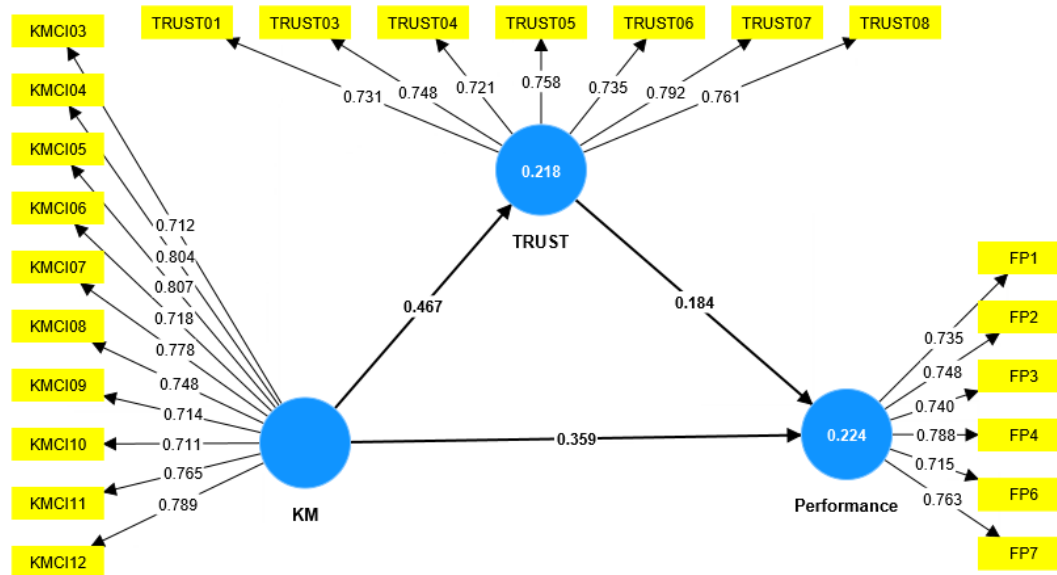 KMCI03
TRUST01
TRUST03
TRUST04
TRUST05
TRUST06
TRUST07
TRUST08
KMCI04
KMCI05
KMCI06
KMCI07
KMCI08
KMCI09
KMCI10
KMCI11
KMCI12
0.731
0.748
0.721
0.758
0.735
0.792
0.761
0.218
TRUST
0.712
0.804
0.807
0.718
0.778
0.748
0.714
0.711
0.765
0.789
KM
0.467
0.184
0.359
0.224
Performance
0.735
0.748
0.740
0.788
0.715
0.763
FP1
FP2
FP3
FP4
FP6
FP7